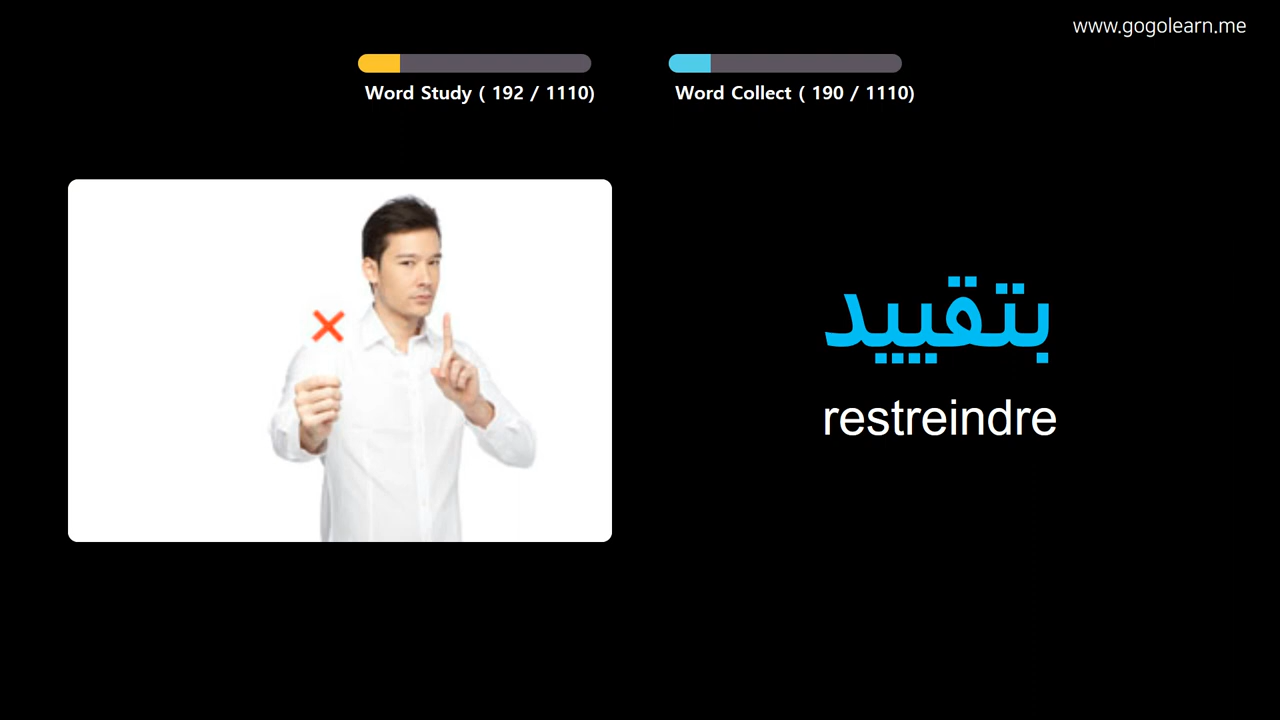 www.gogolearn.me
Word Study ( 192 / 1110)
Word Collect ( 190 / 1110)
بتقييد
restreindre